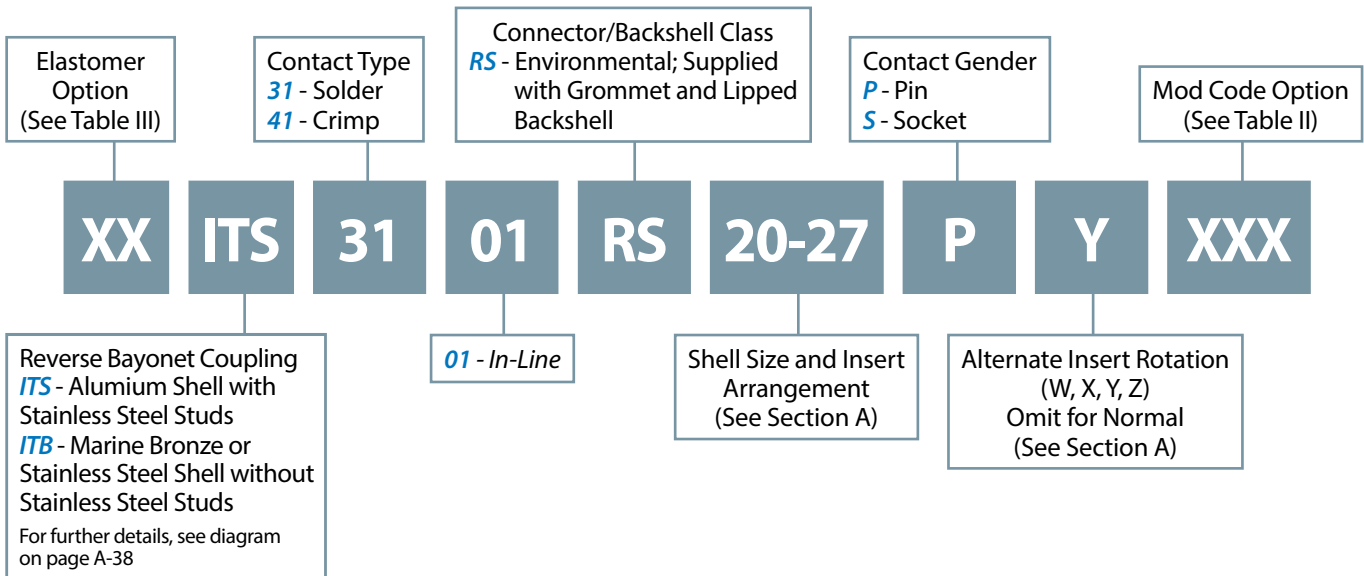 Elastomer
Option
(See Table III)
Contact Type
31 - Solder
41 - Crimp
Connector/Backshell Class
RS - Environmental; Supplied
with Grommet and Lipped
Backshell
Contact Gender
P - Pin
S - Socket
Mod Code Option
(See Table II)
XX ITS 31 01 RS 20-27 P Y XXX
Reverse Bayonet Coupling
ITS - Alumium Shell with
Stainless Steel Studs
ITB - Marine Bronze or
Stainless Steel Shell without
Stainless Steel Studs
For further details, see diagram
on page A-38
01 - In-Line
Shell Size and Insert
Arrangement
(See Section A)
Alternate Insert Rotation
(W, X, Y, Z)
Omit for Normal
(See Section A)